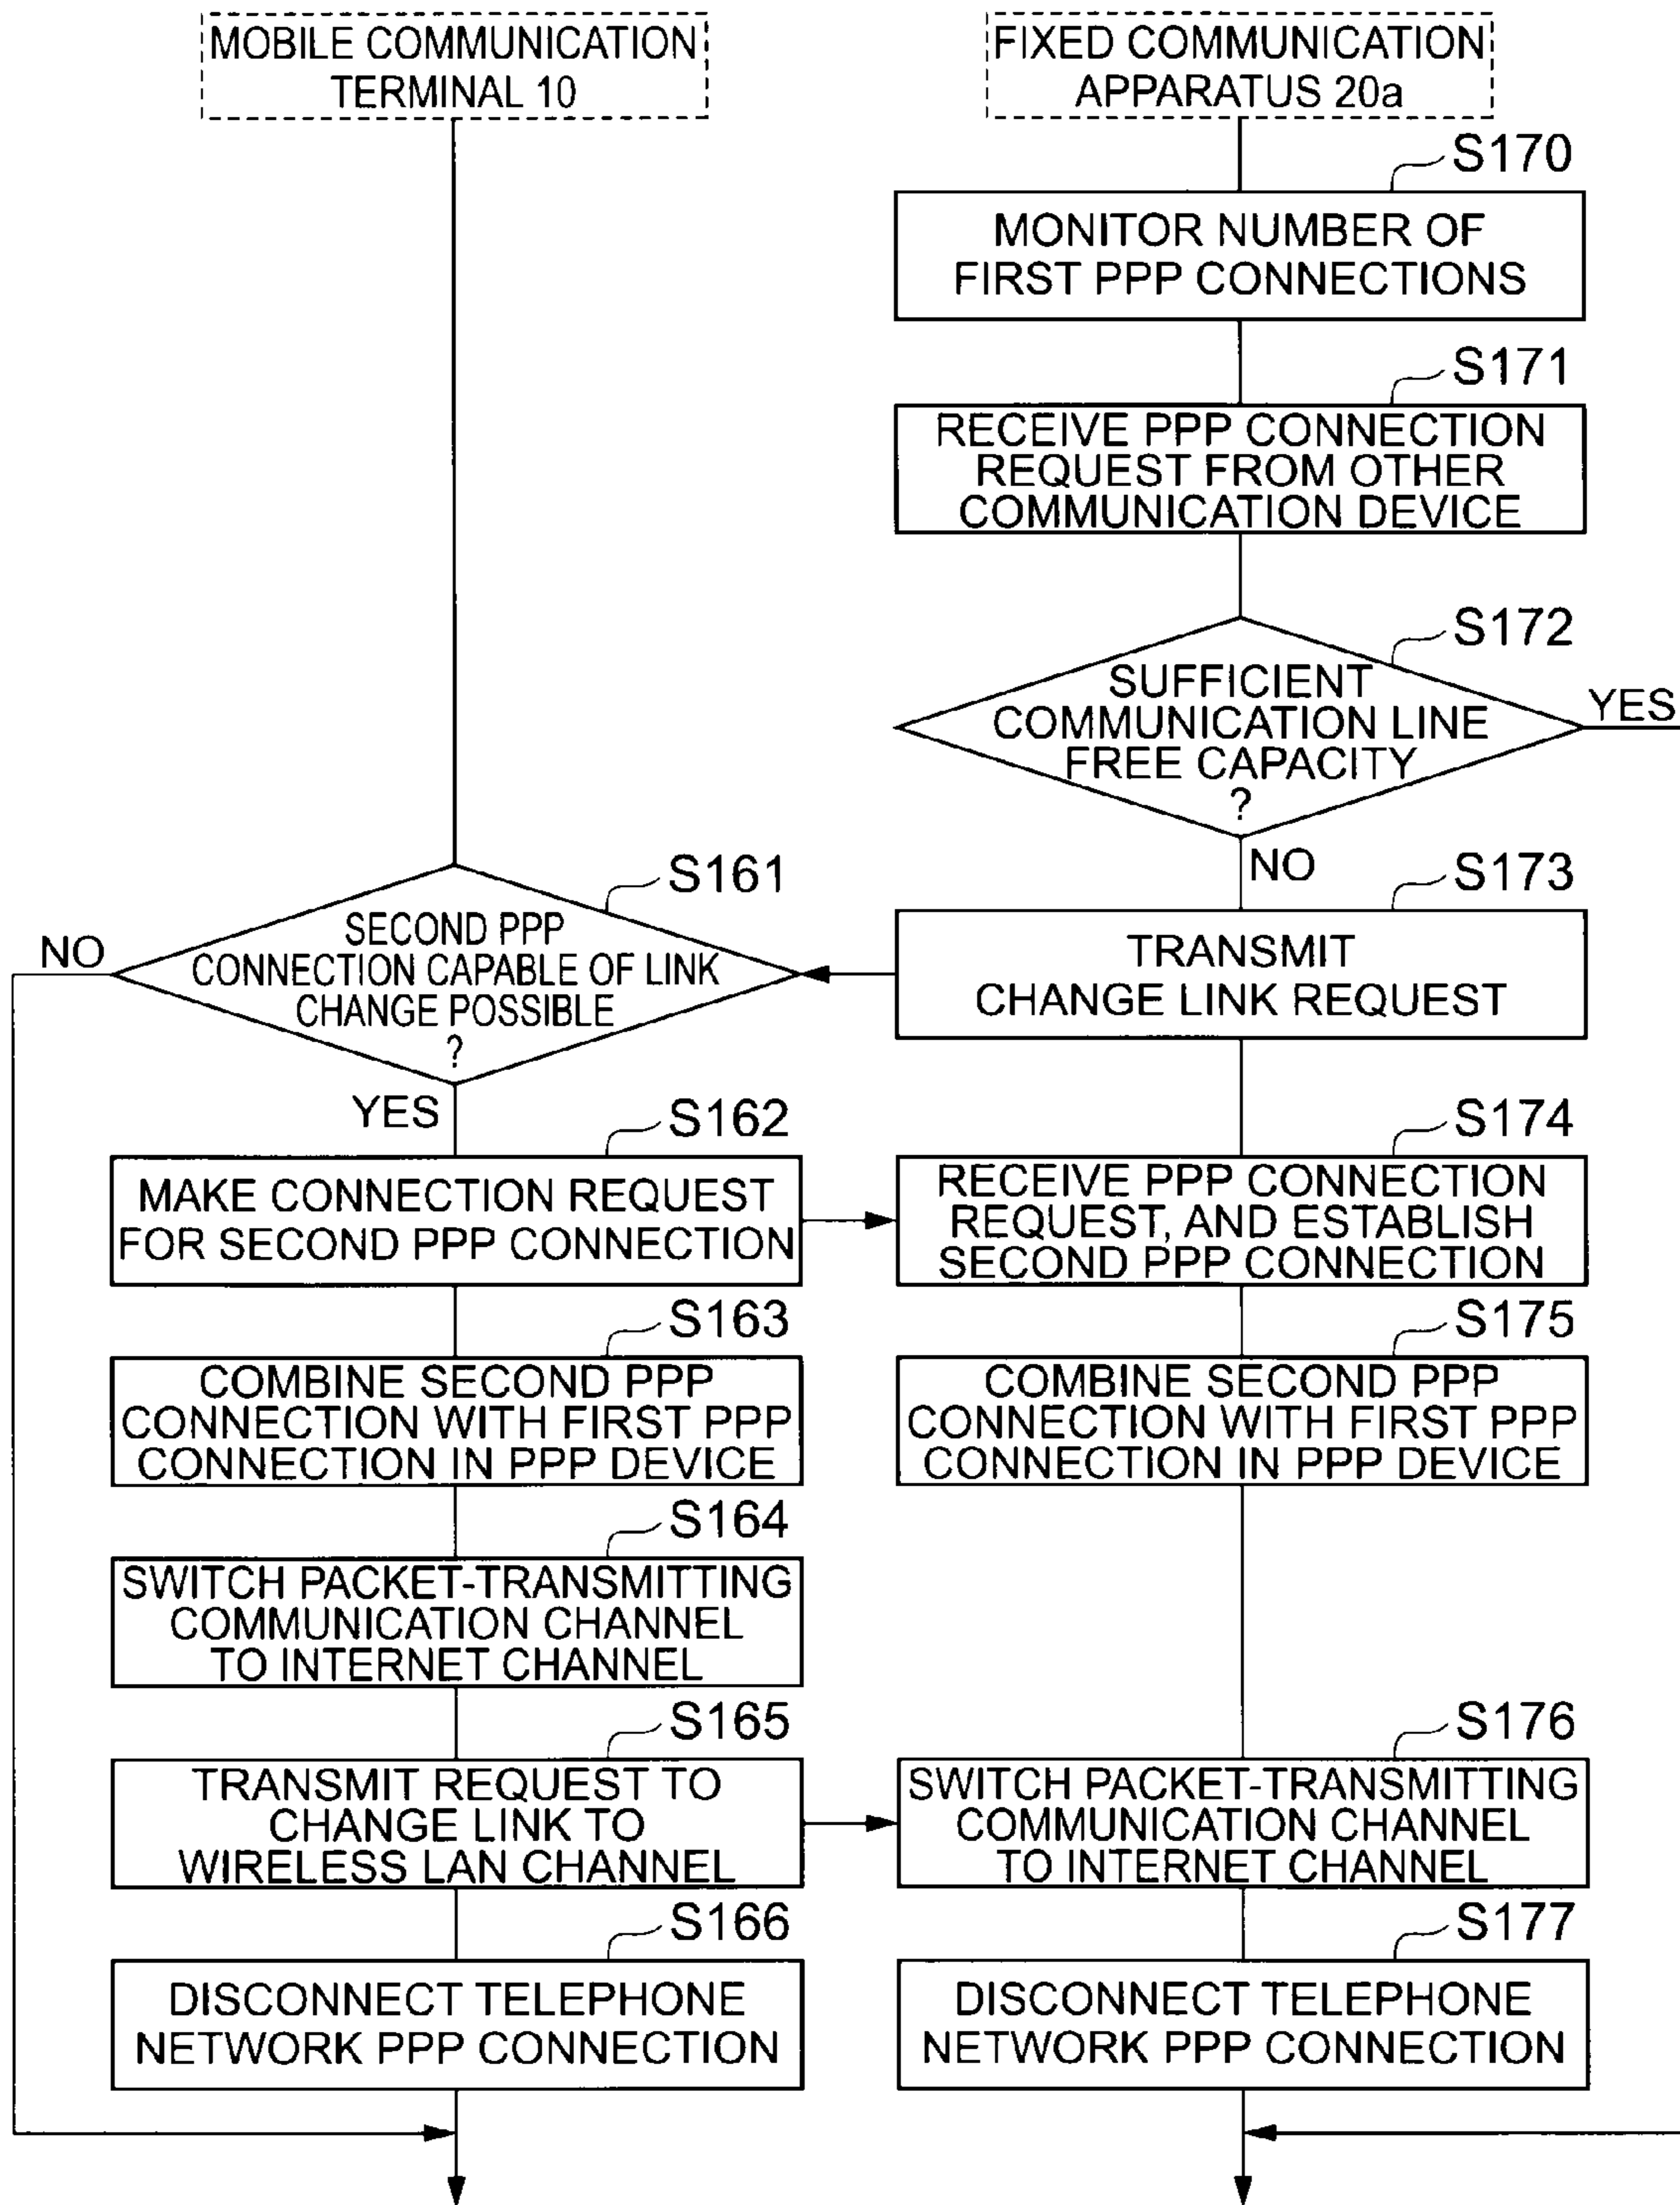 MOBILE COMMUNICATION
TERMINAL 10
FIXED COMMUNICATION
APPARATUS 20a
S170
MONITOR NUMBER OF
FIRST PPP CONNECTIONS
S171
RECEIVE PPP CONNECTION
REQUEST FROM OTHER
COMMUNICATION DEVICE
S172
SUFFICIENT
COMMUNICATION LINE
FREE CAPACITY
?
YES
NO
S173
TRANSMIT
CHANGE LINK REQUEST
S161
SECOND PPP
CONNECTION CAPABLE OF LINK
CHANGE POSSIBLE
?
NO
YES
S162
MAKE CONNECTION REQUEST
FOR SECOND PPP CONNECTION
S174
RECEIVE PPP CONNECTION
REQUEST, AND ESTABLISH
SECOND PPP CONNECTION
S163
COMBINE SECOND PPP
CONNECTION WITH FIRST PPP
CONNECTION IN PPP DEVICE
S175
COMBINE SECOND PPP
CONNECTION WITH FIRST PPP
CONNECTION IN PPP DEVICE
S164
SWITCH PACKET-TRANSMITTING
COMMUNICATION CHANNEL
TO INTERNET CHANNEL
S165
TRANSMIT REQUEST TO
CHANGE LINK TO
WIRELESS LAN CHANNEL
S176
SWITCH PACKET-TRANSMITTING
COMMUNICATION CHANNEL
TO INTERNET CHANNEL
S166
DISCONNECT TELEPHONE
NETWORK PPP CONNECTION
S177
DISCONNECT TELEPHONE
NETWORK PPP CONNECTION